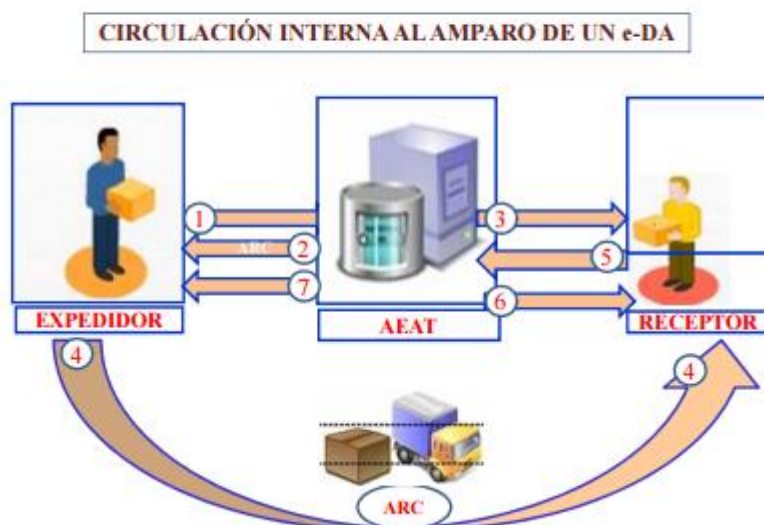 CIRCULACIÓN INTERNA AL AMPARO DE UN e-DA
1
3
ARC 2
5
7
6
EXPEDIDOR
AEAT
RECEPTOR
4
4
ARC